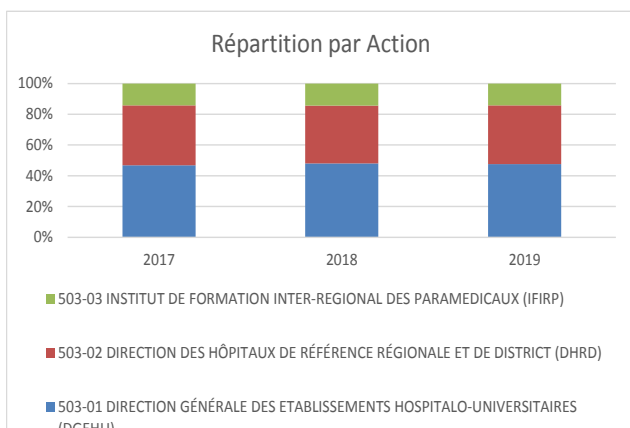 Répartition par Action
100%
80%
60%
40%
20%
0%
2017 2018 2019
503-03 INSTITUT DE FORMATION INTER-REGIONAL DES PARAMEDICAUX (IFIRP)
503-02 DIRECTION DES HÔPITAUX DE RÉFÉRENCE RÉGIONALE ET DE DISTRICT (DHRD)
503-01 DIRECTION GÉNÉRALE DES ETABLISSEMENTS HOSPITALO-UNIVERSITAIRES
(DGEHU)